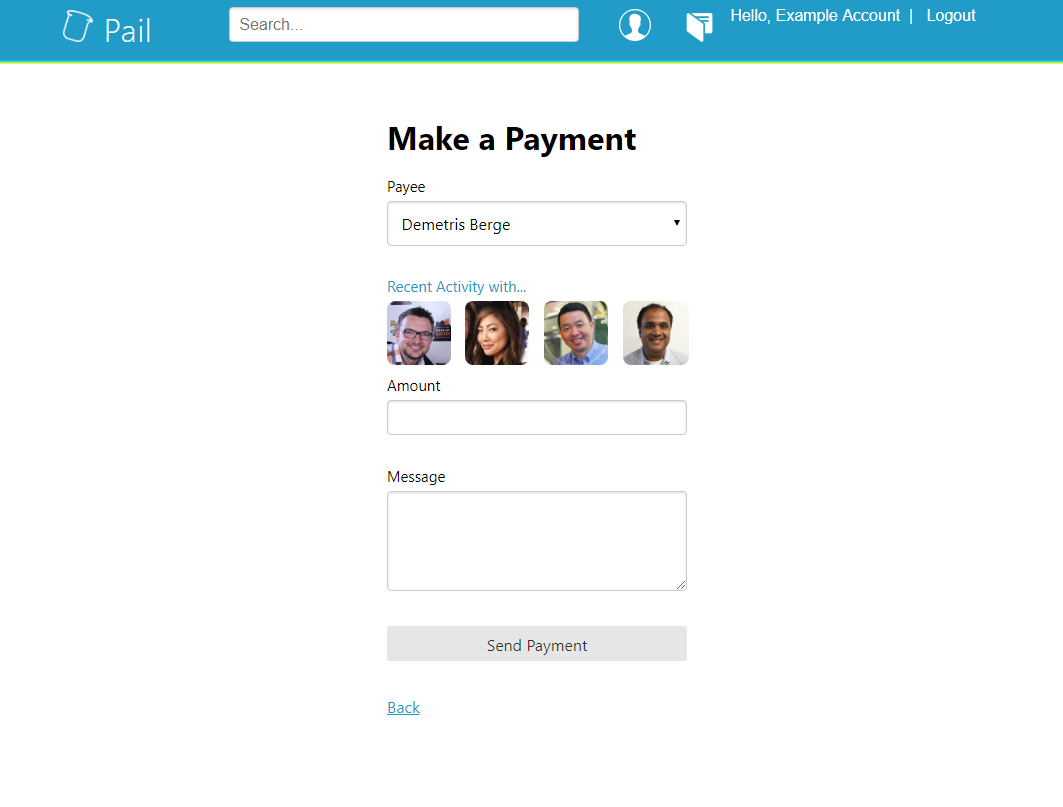 Pail
Search...
Hello, Example Account | Logout
Make a Payment
Payee
Demetris Berge
Recent Activity with...
Amount
Message
Send Payment
Back